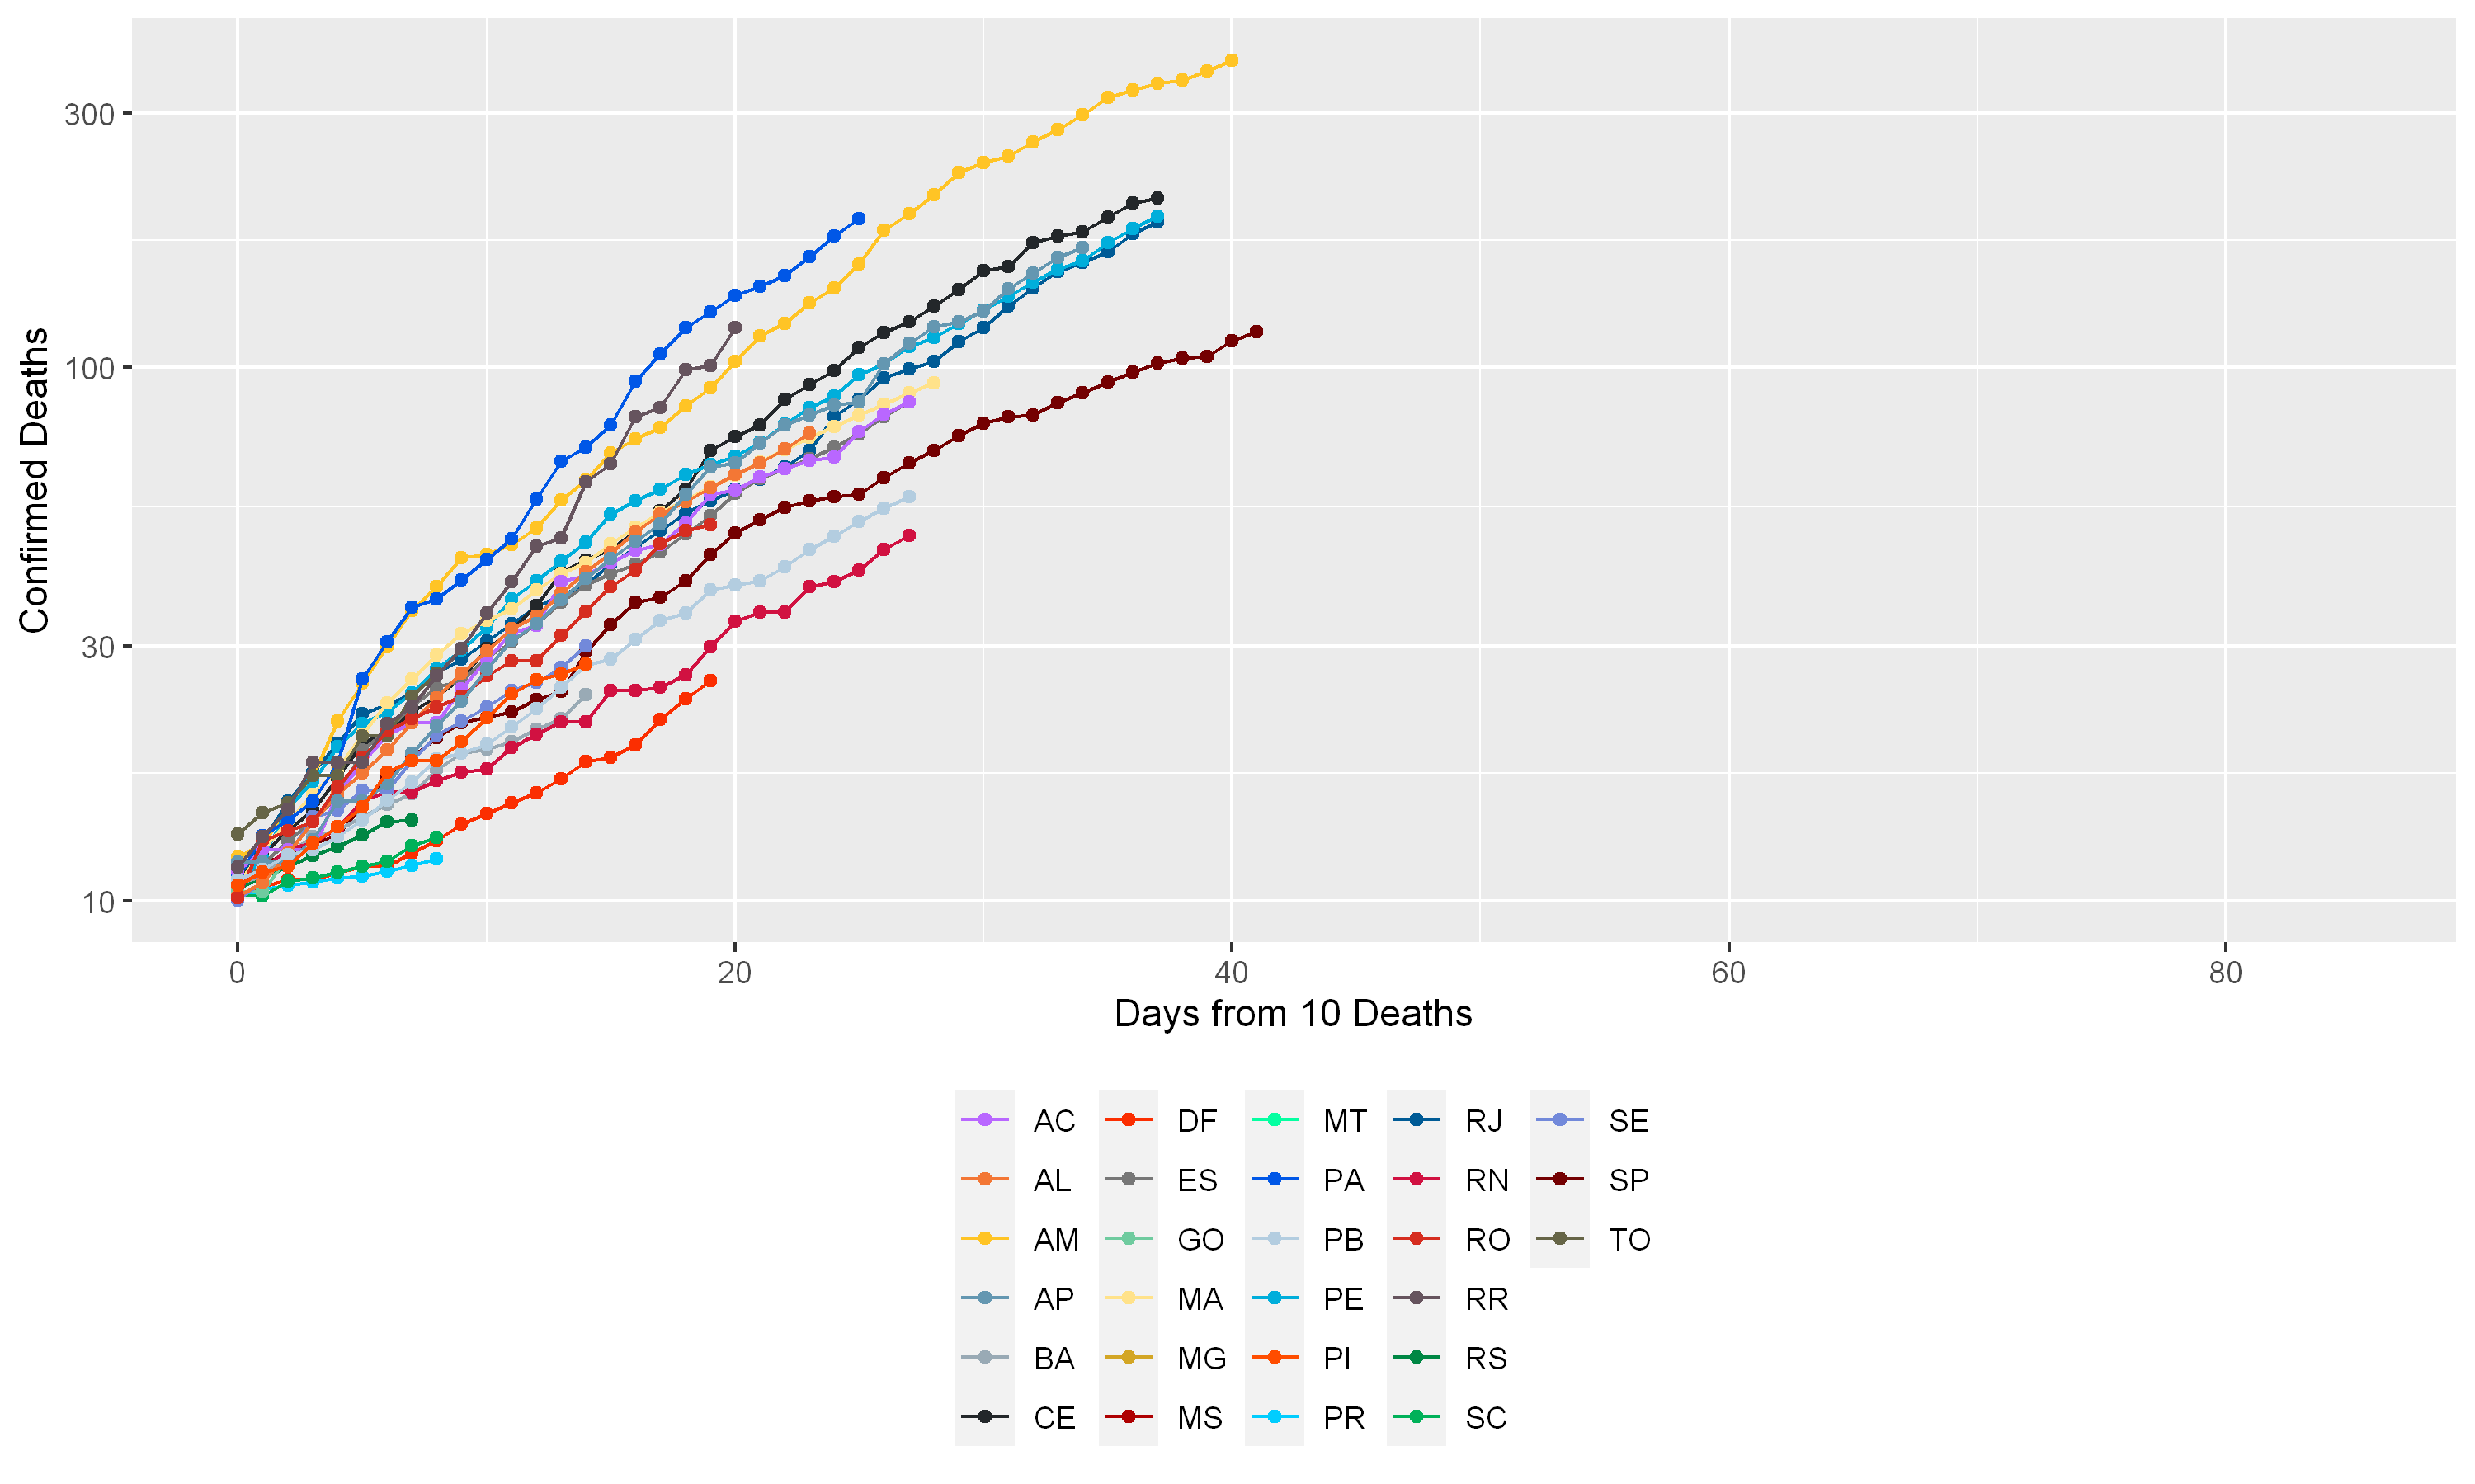 300
100
30
10
Confirmed Deaths
0 20 40 60 80
Days from 10 Deaths
AC DF MT RJ SE
AL ES PA RN SP
AM GO PB RO TO
AP MA PE RR
BA MG PI RS
CE MS PR SC